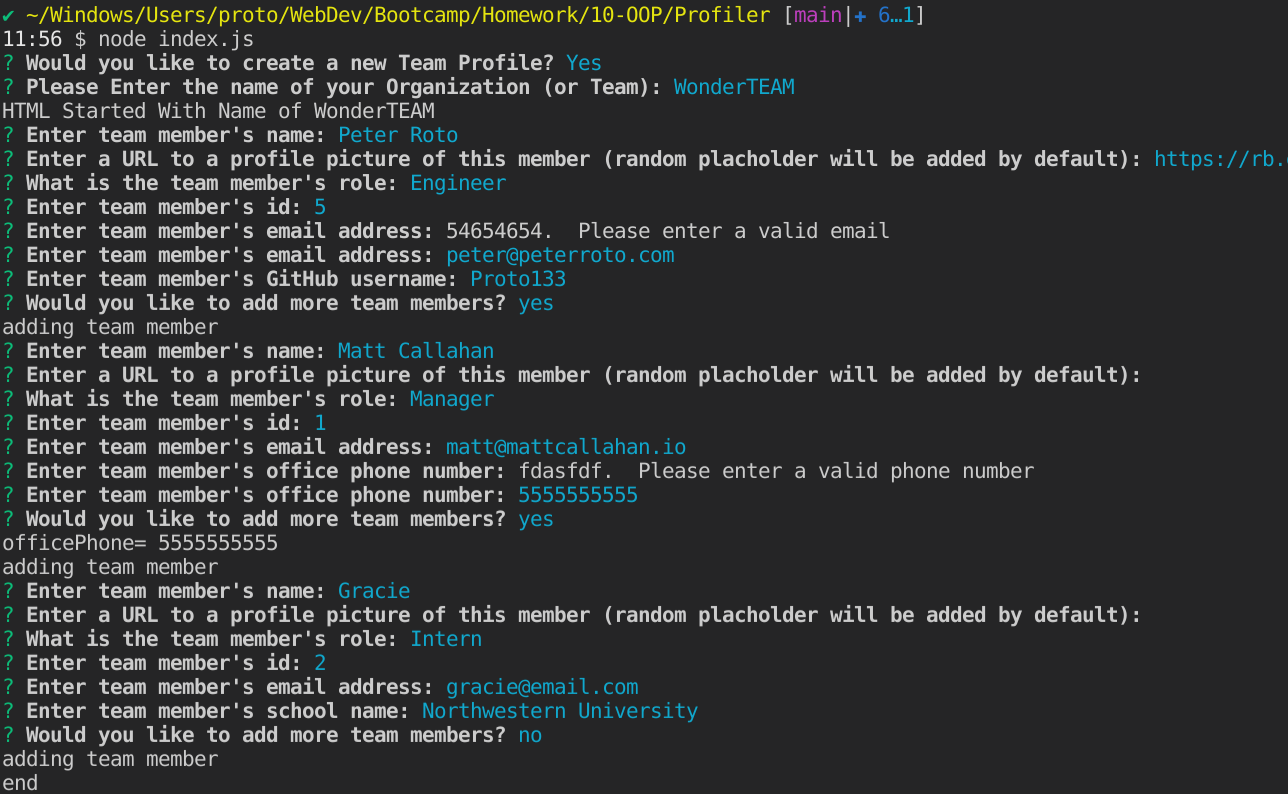 ✔ ~/Windows/Users/proto/WebDev/Bootcamp/Homework/10-OOP/Profiler [main|✚ 6…1]
11:56 $ node index.js
? Would you like to create a new Team Profile? Yes
? Please Enter the name of your Organization (or Team): WonderTEAM
HTML Started With Name of WonderTEAM
? Enter team member's name: Peter Roto
? Enter a URL to a profile picture of this member (random placholder will be added by default): https://rb.
? What is the team member's role: Engineer
? Enter team member's id: 5
? Enter team member's email address: 54654654.  Please enter a valid email
? Enter team member's email address: peter@peterroto.com
? Enter team member's GitHub username: Proto133
? Would you like to add more team members? yes
adding team member
? Enter team member's name: Matt Callahan
? Enter a URL to a profile picture of this member (random placholder will be added by default):
? What is the team member's role: Manager
? Enter team member's id: 1
? Enter team member's email address: matt@mattcallahan.io
? Enter team member's office phone number: fdasfdf.  Please enter a valid phone number
? Enter team member's office phone number: 5555555555
? Would you like to add more team members? yes
officePhone= 5555555555
adding team member
? Enter team member's name: Gracie
? Enter a URL to a profile picture of this member (random placholder will be added by default):
? What is the team member's role: Intern
? Enter team member's id: 2
? Enter team member's email address: gracie@email.com
? Enter team member's school name: Northwestern University
? Would you like to add more team members? no
adding team member
end